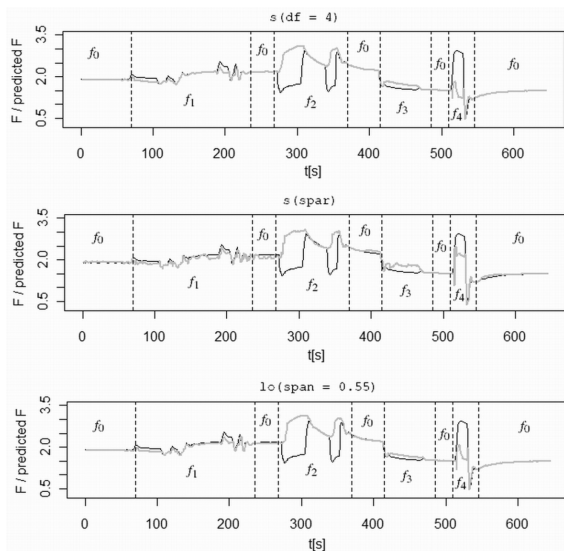 s(df = 4)
F / predicted F
3.5
2.0
0.5
f0 f1 f0 f2 f0 f3 f0 f4 f0
0 100 200 300 400 500 600
t[s]
s(spar)
F / predicted F
3.5
2.0
0.5
f0 f1 f0 f2 f0 f3 f0 f4 f0
0 100 200 300 400 500 600
t[s]
lo(span = 0.55)
F / predicted F
3.5
2.0
0.5
f0 f1 f0 f2 f0 f3 f0 f4 f0
0 100 200 300 400 500 600
t[s]